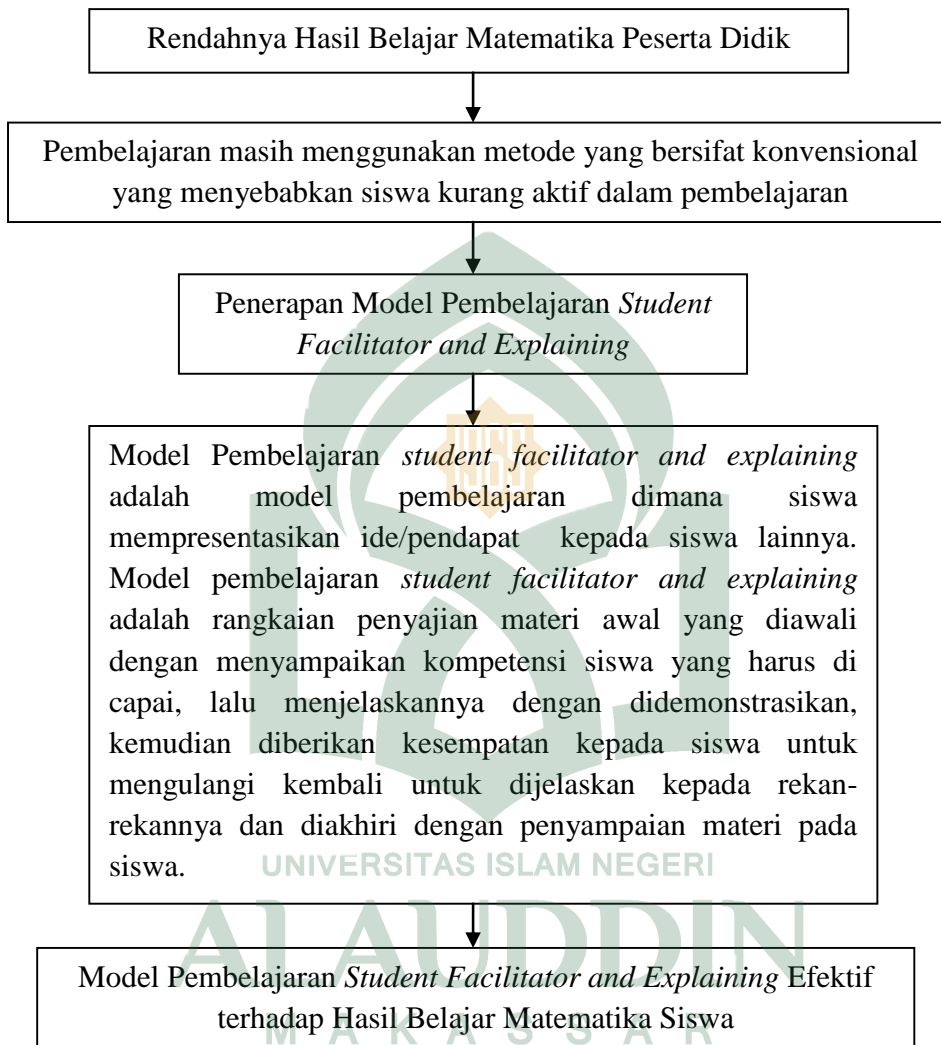 Rendahnya Hasil Belajar Matematika Peserta Didik
Pembelajaran masih menggunakan metode yang bersifat konvensional
yang menyebabkan siswa kurang aktif dalam pembelajaran
Penerapan Model Pembelajaran Student
Facilitator and Explaining
Model Pembelajaran student facilitator and explaining
adalah model pembelajaran dimana siswa
mempresentasikan ide/pendapat kepada siswa lainnya.
Model pembelajaran student facilitator and explaining
adalah rangkaian penyajian materi awal yang diawali
dengan menyampaikan kompetensi siswa yang harus di
capai, lalu menjelaskannya dengan didemonstrasikan,
kemudian diberikan kesempatan kepada siswa untuk
mengulangi kembali untuk dijelaskan kepada rekan-
rekannya dan diakhiri dengan penyampaian materi pada
siswa.
UNIVERSITAS ISLAM NEGERI
ALAUDDIN
Model Pembelajaran Student Facilitator and Explaining Efektif
terhadap Hasil Belajar Matematika Siswa
MAKASSAR